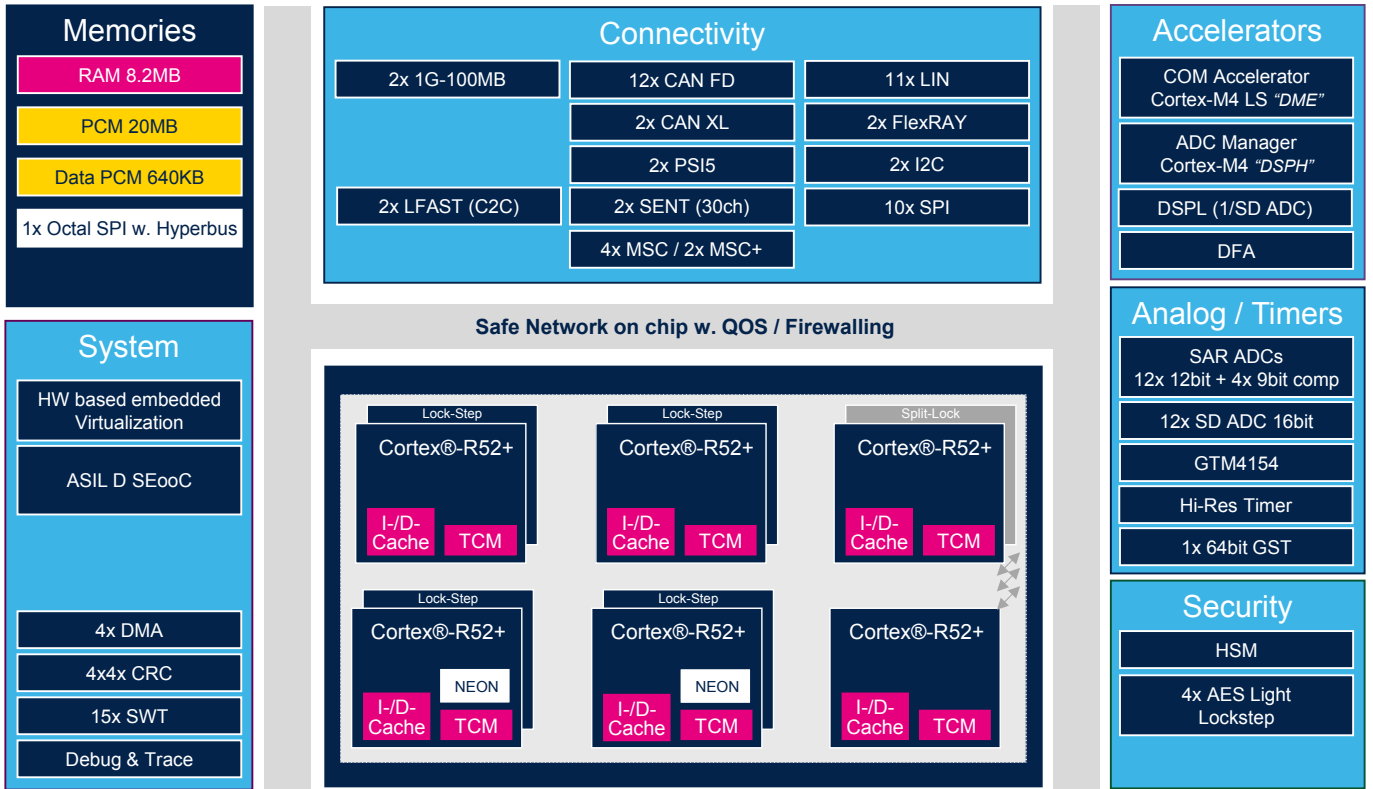 Memories
RAM 8.2MB
PCM 20MB
Data PCM 640KB
1x Octal SPI w. Hyperbus
System
HW based embedded
Virtualization
ASIL D SEooC
4x DMA
4x4x CRC
15x SWT
Debug & Trace
Connectivity
2x 1G-100MB
12x CAN FD
11x LIN
2x CAN XL
2x FlexRAY
2x PSI5
2x I2C
2x LFAST (C2C)
2x SENT (30ch)
10x SPI
4x MSC / 2x MSC+
Safe Network on chip w. QOS / Firewalling
Lock-Step
Cortex®-R52+
I-/D-
Cache
TCM
Lock-Step
Cortex®-R52+
I-/D-
Cache
TCM
Split-Lock
Cortex®-R52+
I-/D-
Cache
TCM
Lock-Step
Cortex®-R52+
NEON
I-/D-
Cache
TCM
Lock-Step
Cortex®-R52+
NEON
I-/D-
Cache
TCM
Cortex®-R52+
I-/D-
Cache
TCM
Accelerators
COM Accelerator
Cortex-M4 LS “DME”
ADC Manager
Cortex-M4 “DSPH”
DSPL (1/SD ADC)
DFA
Analog / Timers
SAR ADCs
12x 12bit + 4x 9bit comp
12x SD ADC 16bit
GTM4154
Hi-Res Timer
1x 64bit GST
Security
HSM
4x AES Light
Lockstep